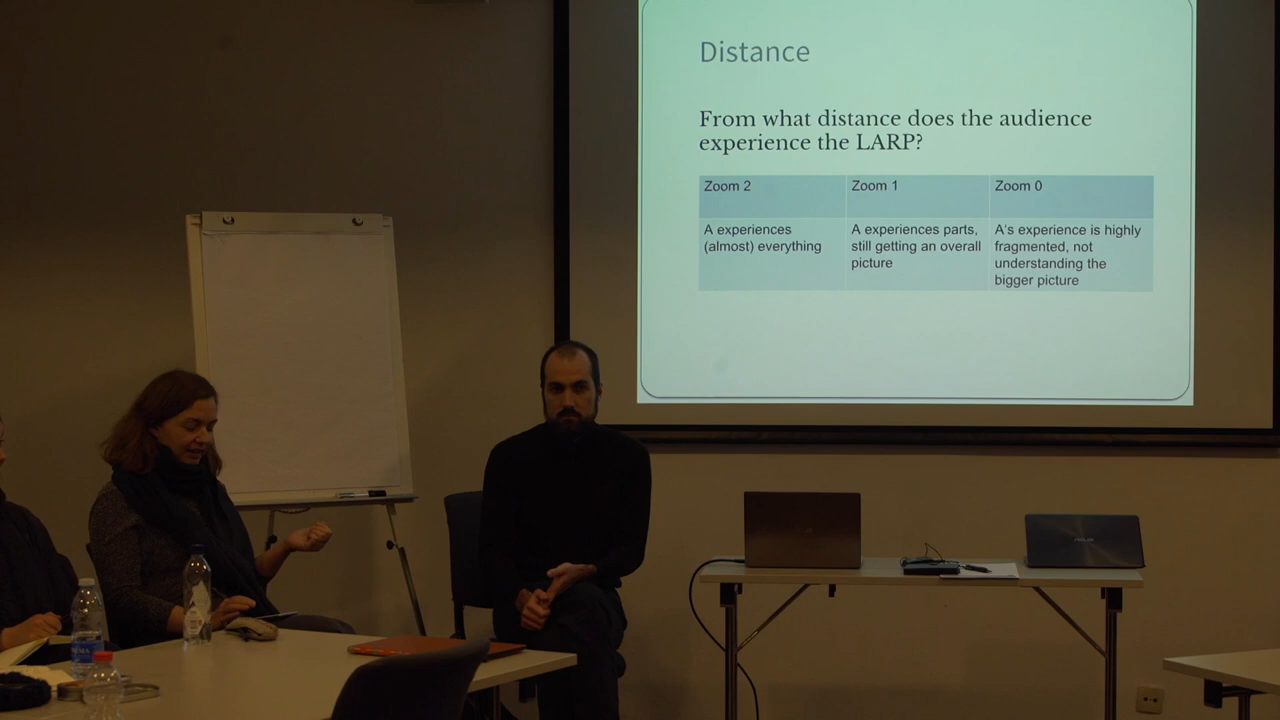 Distance
From what distance does the audience
experience the LARP?
Zoom 2
Zoom 1
Zoom 0
A experiences
(almost) everything
A experiences parts,
still getting an overall
picture
A's experience is highly
fragmented, not
understanding the
bigger picture
ASUS